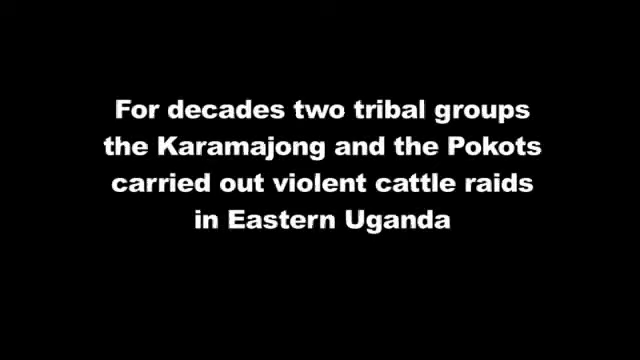 For decades two tribal groups
the Karamajong and the Pokots
carried out violent cattle raids
in Eastern Uganda